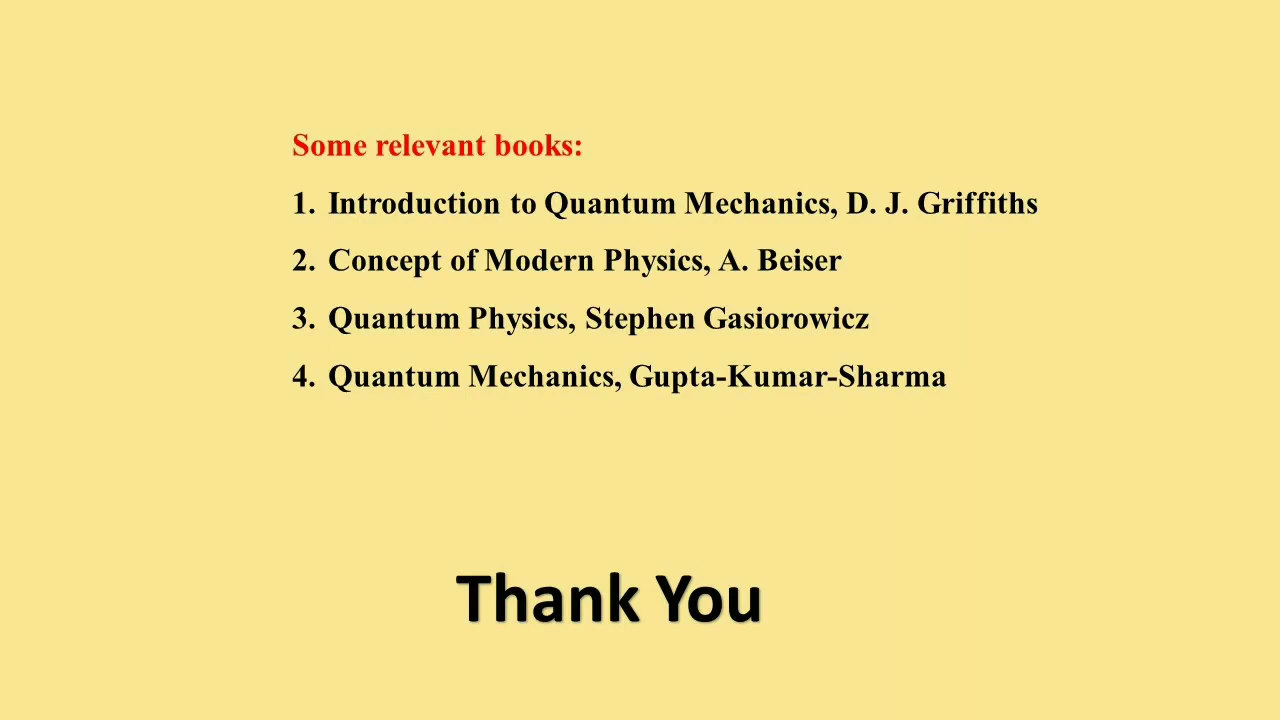 Some relevant books:
1. Introduction to Quantum Mechanics, D. J. Griffiths
2. Concept of Modern Physics, A. Beiser
3. Quantum Physics, Stephen Gasiorowicz
4. Quantum Mechanics, Gupta-Kumar-Sharma
Thank You